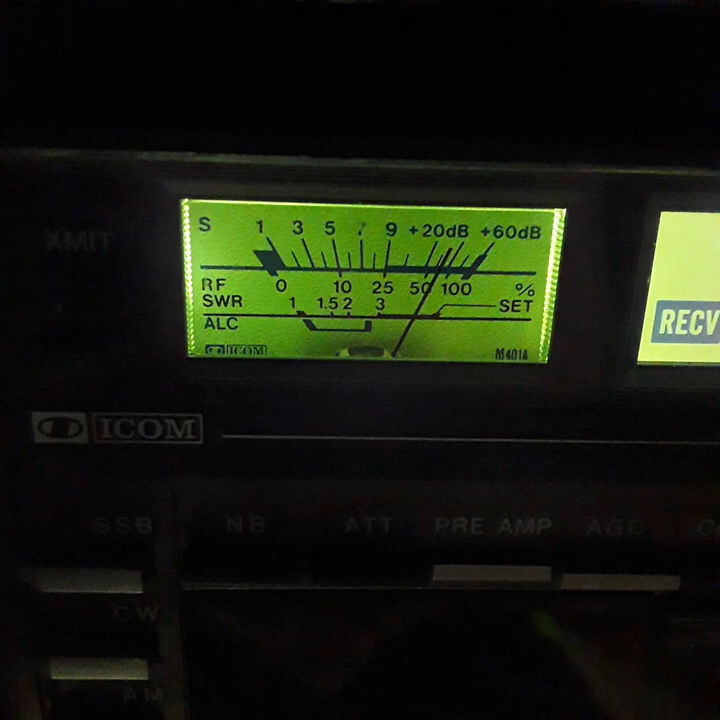 XMIT
S 1 3 5 7 9 +20dB +60dB
RF 0 10 25 50 100 %
SWR 1 1.5 2 3 SET
ALC
ICOM M4014
RECV
ICOM
SSB NB ATT PRE AMP AGC
CW
AM